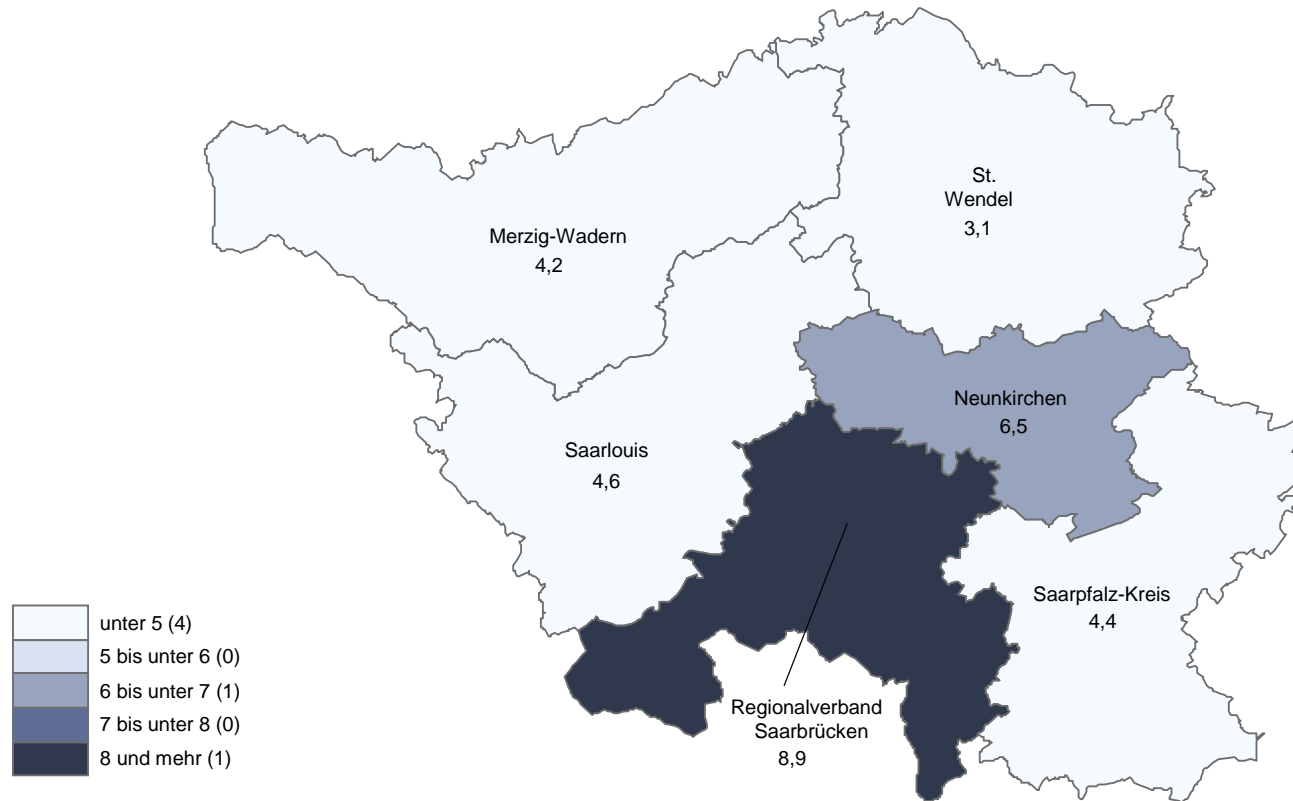 St.
Wendel
3,1
Merzig-Wadern
4,2
Neunkirchen
6,5
Saarlouis
4,6
Saarpfalz-Kreis
4,4
Regionalverband
Saarbrücken
8,9
unter 5 (4)
5 bis unter 6 (0)
6 bis unter 7 (1)
7 bis unter 8 (0)
8 und mehr (1)